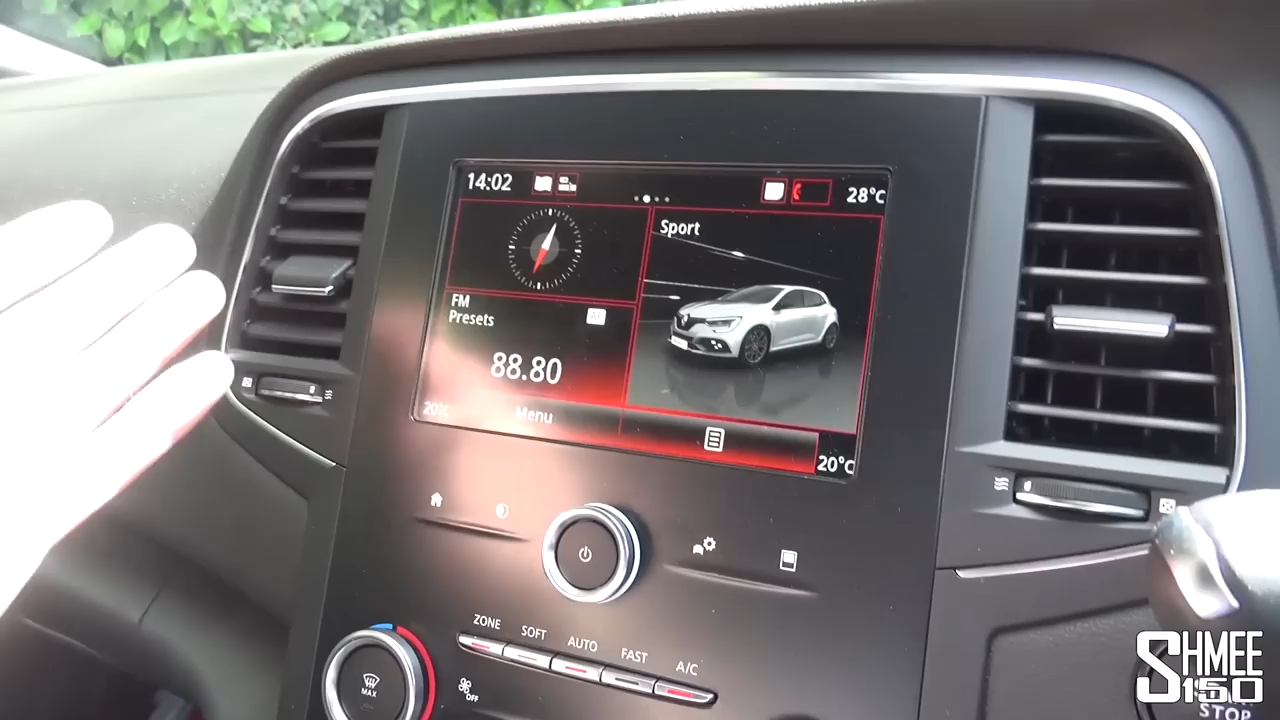 14:02
28°C
Sport
FM
Presets
AF
88.80
20°C
Menu
20°C
ZONE
SOFT
AUTO
FAST
A/C
MAX
OFF
STOP
SHMEE
150